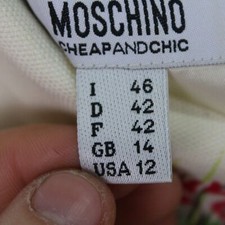 MOSCHINO
CHEAPANDCHIC
I 46
D 42
F 42
GB 14
USA 12